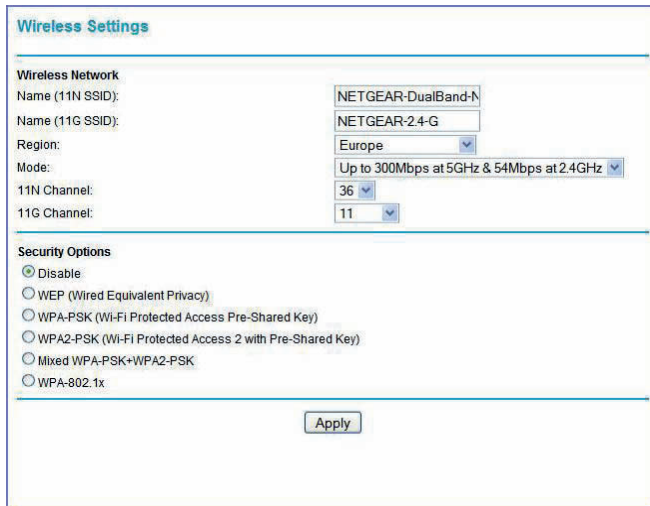 Wireless Settings
Wireless Network
Name (11N SSID): NETGEAR-DualBand-N
Name (11G SSID): NETGEAR-2.4-G
Region: Europe
Mode: Up to 300Mbps at 5GHz & 54Mbps at 2.4GHz
11N Channel: 36
11G Channel: 11
Security Options
Disable
WEP (Wired Equivalent Privacy)
WPA-PSK (Wi-Fi Protected Access Pre-Shared Key)
WPA2-PSK (Wi-Fi Protected Access 2 with Pre-Shared Key)
Mixed WPA-PSK+WPA2-PSK
WPA-802.1x
Apply